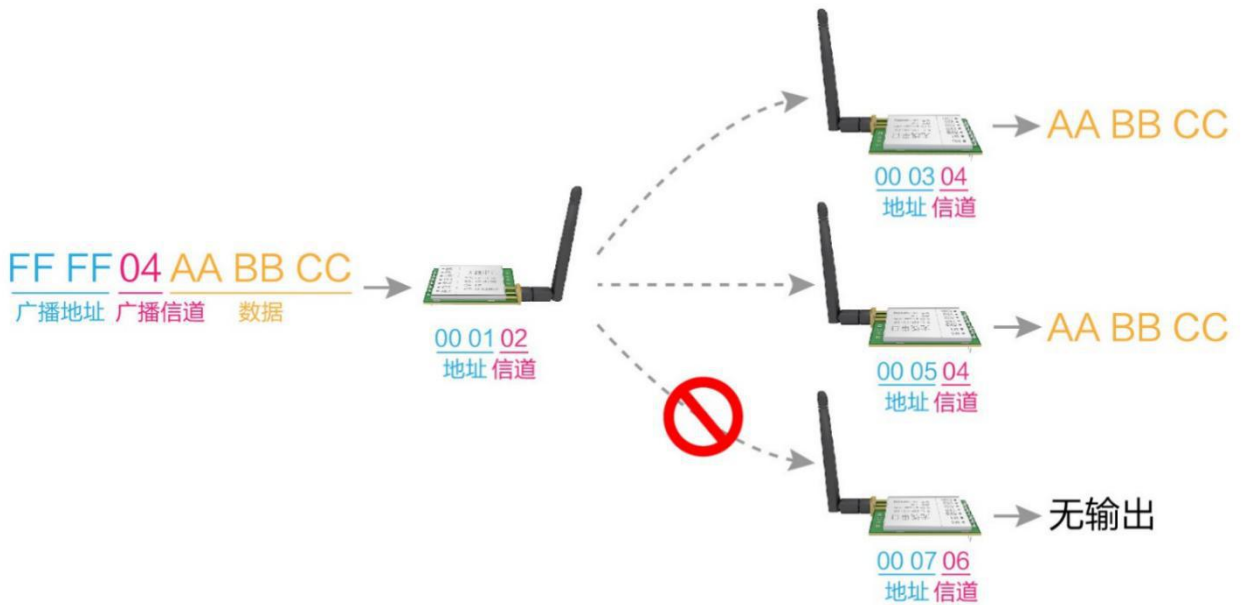 FF FF 04 AA BB CC
广播地址 广播信道 数据
00 01 02
地址 信道
AA BB CC
00 03 04
地址 信道
AA BB CC
00 05 04
地址 信道
无输出
00 07 06
地址 信道